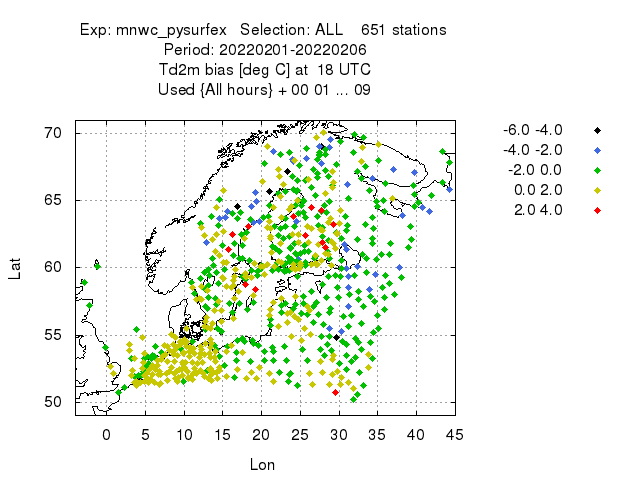 Exp: mnwc_pysurfex Selection: ALL 651 stations
Period: 20220201-20220206
Td2m bias [deg C] at 18 UTC
Used {All hours} + 00 01 ... 09
-6.0 -4.0
-4.0 -2.0
-2.0 0.0
0.0 2.0
2.0 4.0
70
65
60
55
50
Lat
0 5 10 15 20 25 30 35 40 45
Lon